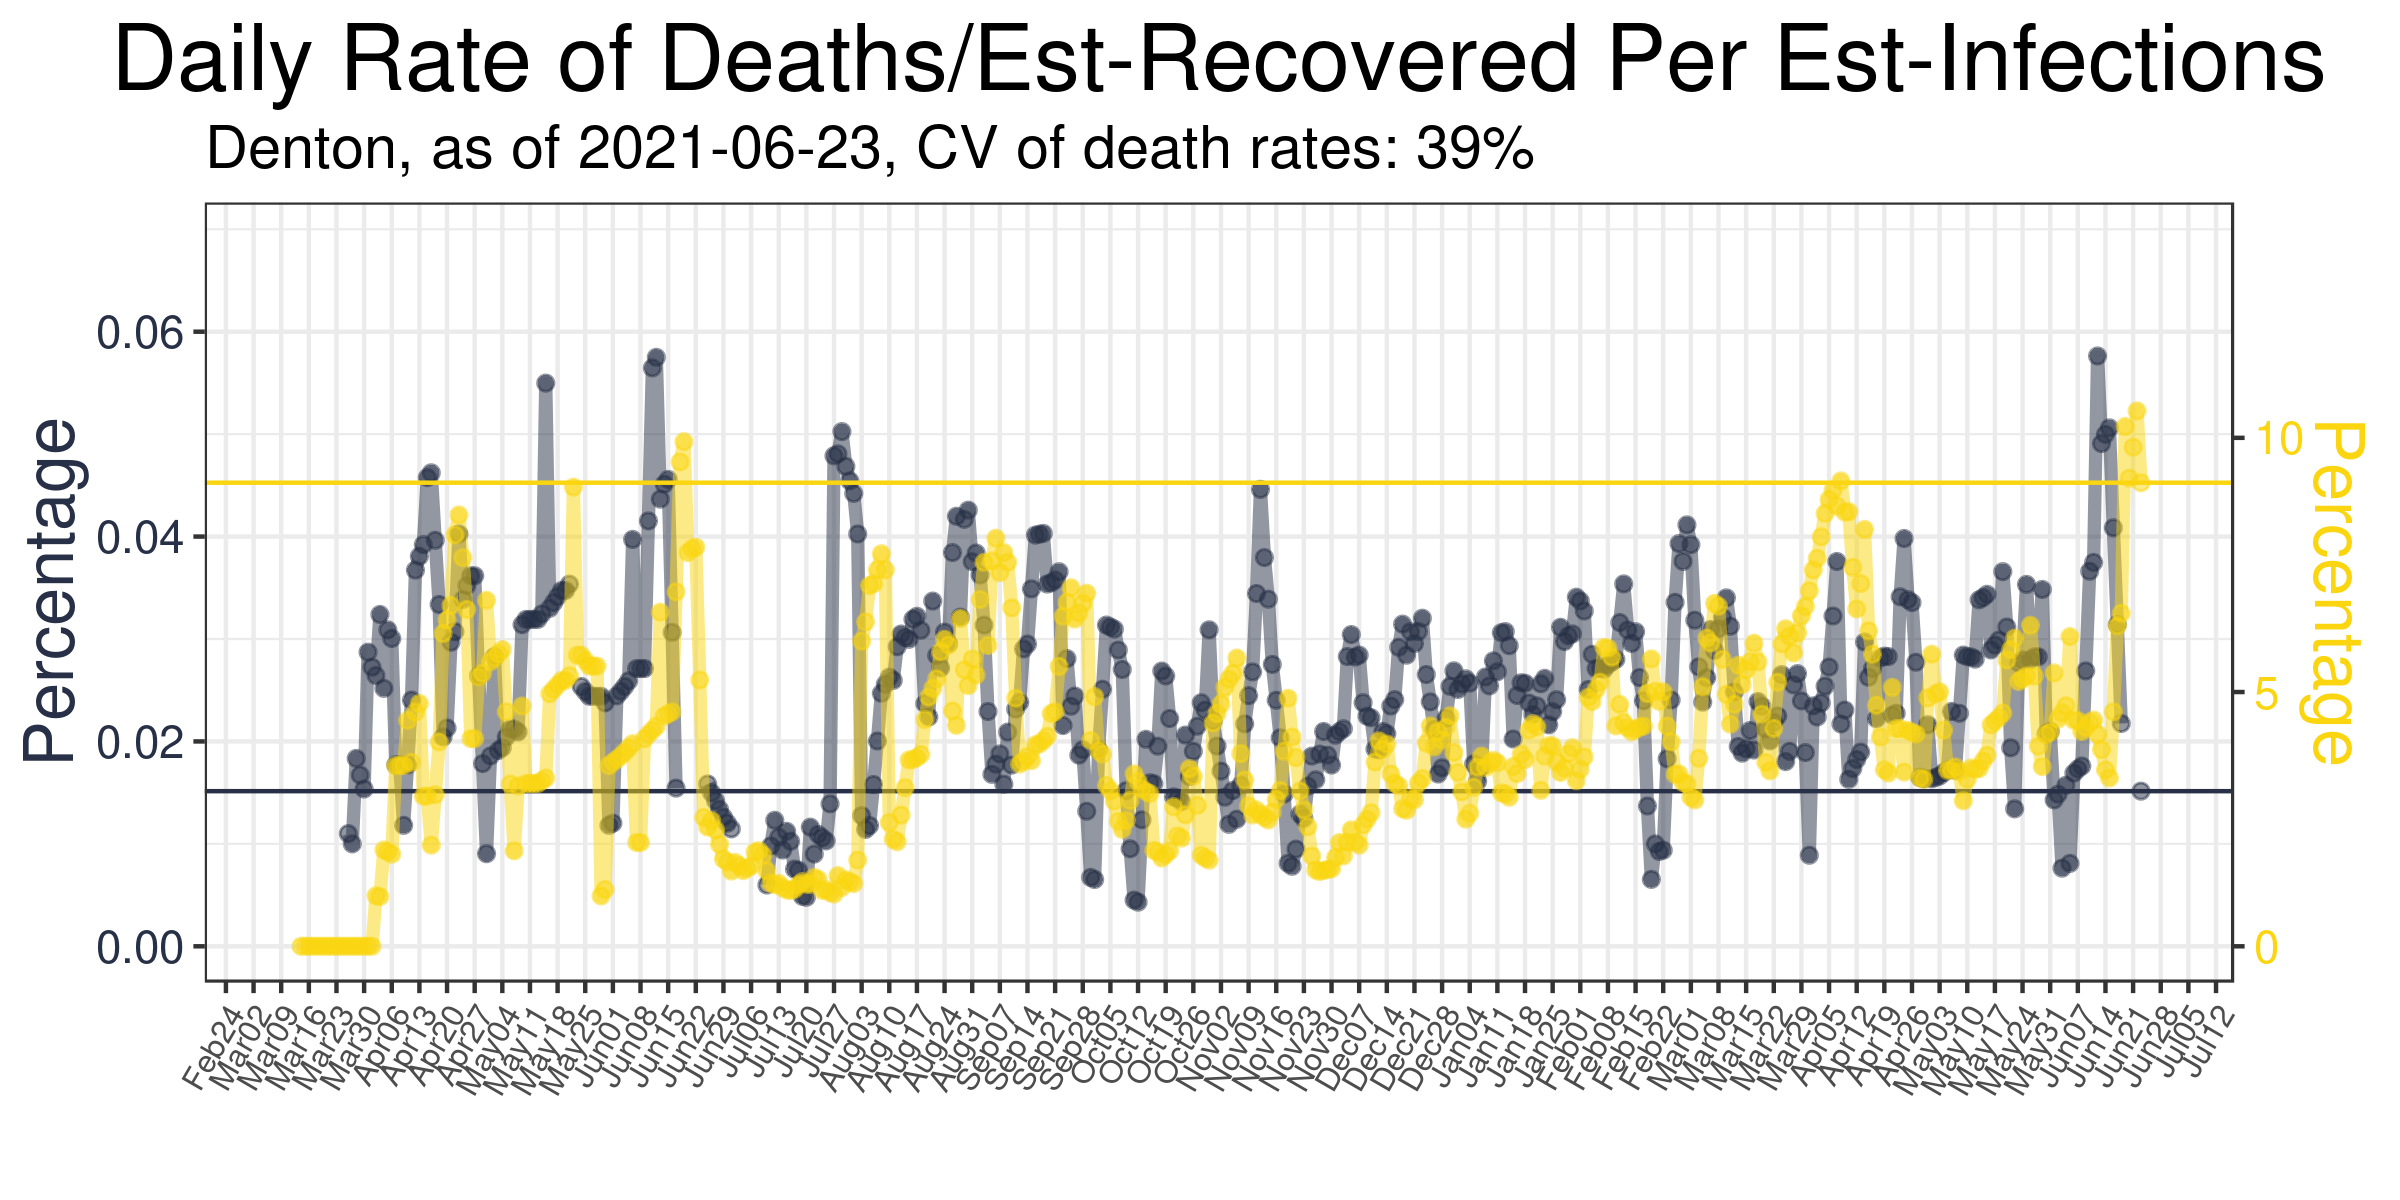 Daily Rate of Deaths/Est-Recovered Per Est-Infections
Denton, as of 2021-06-23, CV of death rates: 39%
Percentage
0.06
0.04
0.02
0.00
10
5
0
Percentage
Feb24
Mar02
Mar09
Mar16
Mar23
Mar30
Apr06
Apr13
Apr20
Apr27
May04
May11
May18
May25
Jun01
Jun08
Jun15
Jun22
Jun29
Jul06
Jul13
Jul20
Jul27
Aug03
Aug10
Aug17
Aug24
Aug31
Sep07
Sep14
Sep21
Sep28
Oct05
Oct12
Oct19
Oct26
Nov02
Nov09
Nov16
Nov23
Nov30
Dec07
Dec14
Dec21
Dec28
Jan04
Jan11
Jan18
Jan25
Feb01
Feb08
Feb15
Feb22
Mar01
Mar08
Mar15
Mar22
Mar29
Apr05
Apr12
Apr19
Apr26
May03
May10
May17
May24
May31
Jun07
Jun14
Jun21
Jun28
Jul05
Jul12